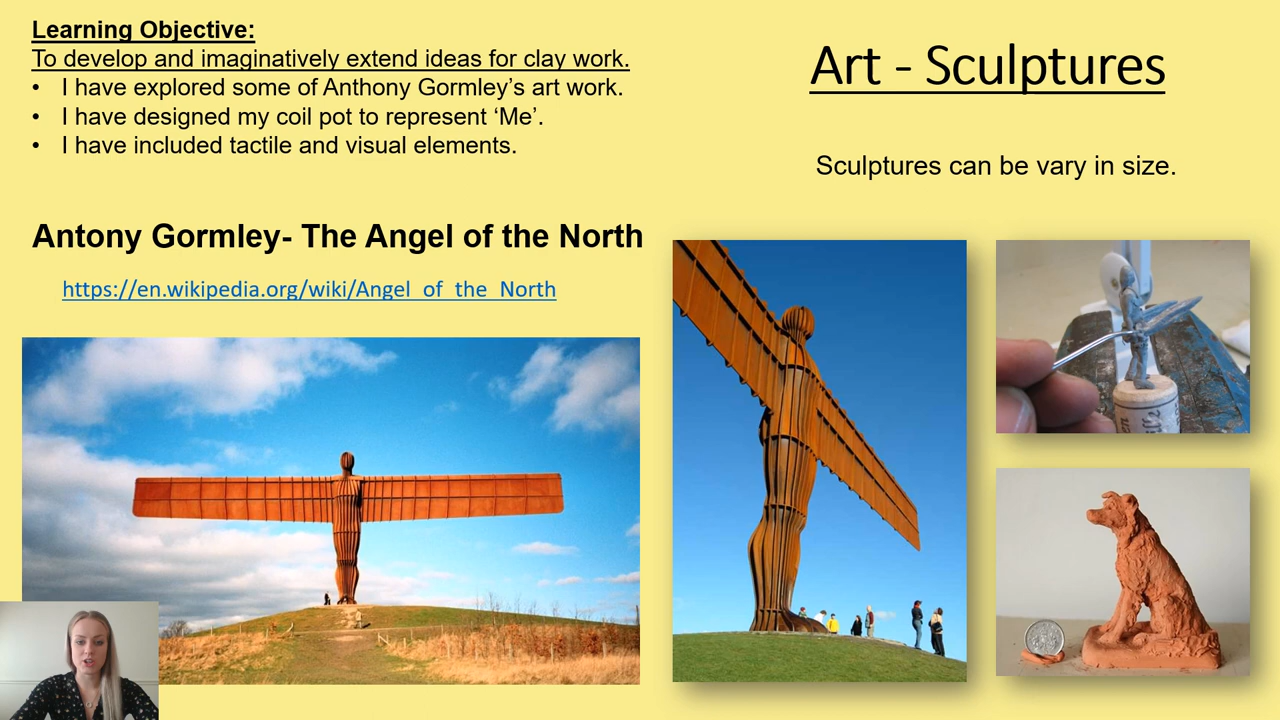 Learning Objective:
To develop and imaginatively extend ideas for clay work.
• I have explored some of Anthony Gormley’s art work.
• I have designed my coil pot to represent ‘Me’.
• I have included tactile and visual elements.
Antony Gormley- The Angel of the North
https://en.wikipedia.org/wiki/Angel_of_the_North
Art - Sculptures
Sculptures can be vary in size.